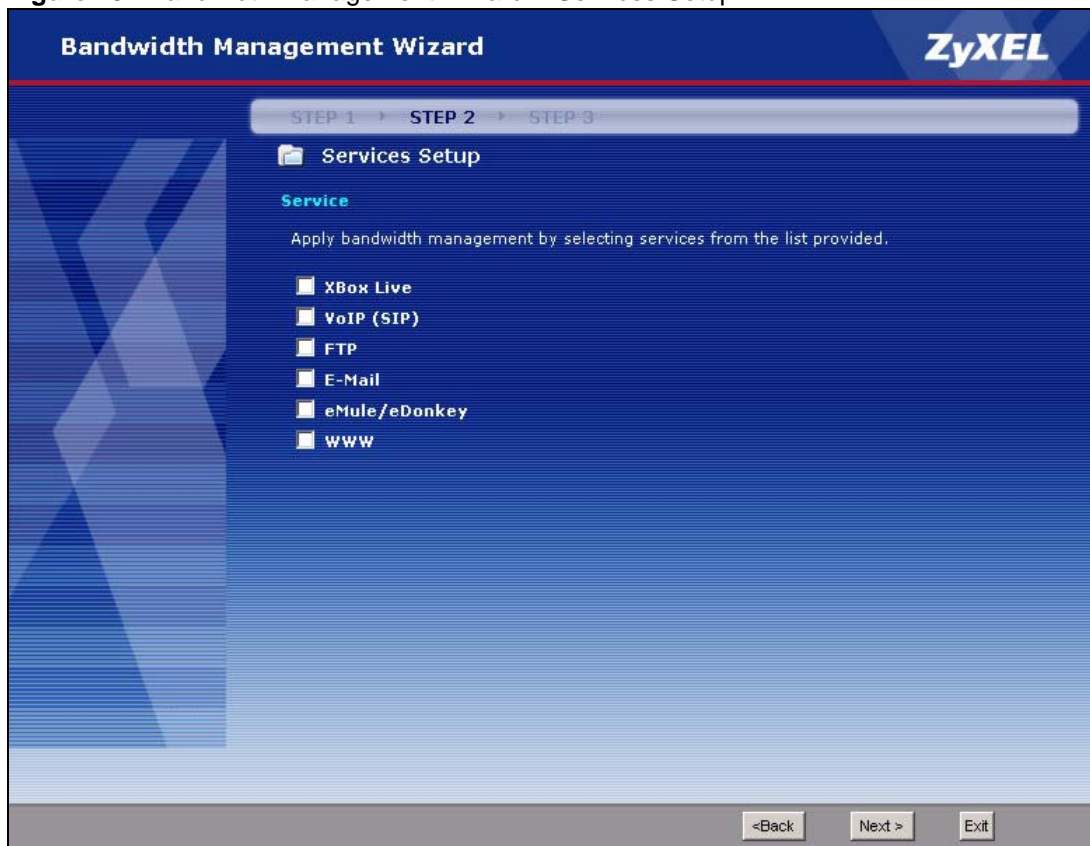 Bandwidth Management Wizard
ZyXEL
STEP 1 STEP 2 STEP 3
Services Setup
Service
Apply bandwidth management by selecting services from the list provided.
XBox Live
VoIP (SIP)
FTP
E-Mail
eMule/eDonkey
WWW
<Back Next > Exit